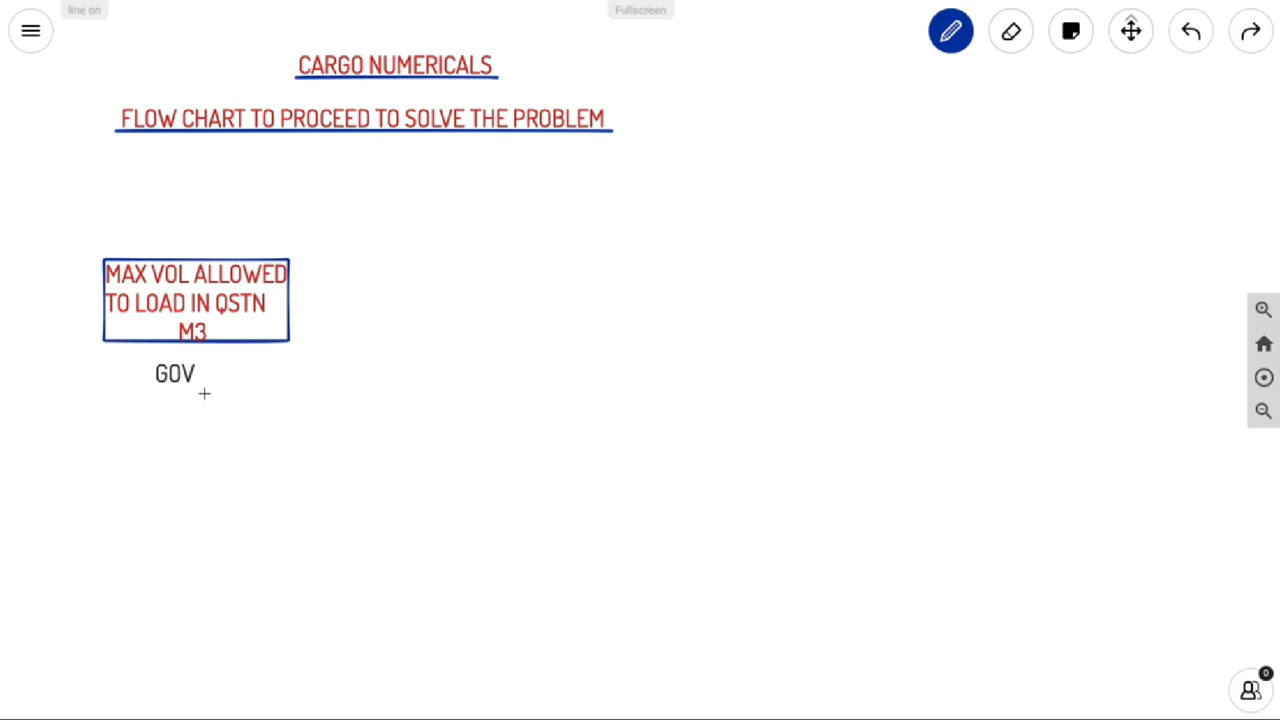 line on
Fullscreen
CARGO NUMERICALS
FLOW CHART TO PROCEED TO SOLVE THE PROBLEM
MAX VOL ALLOWED
TO LOAD IN QSTN
M3
GOV
0